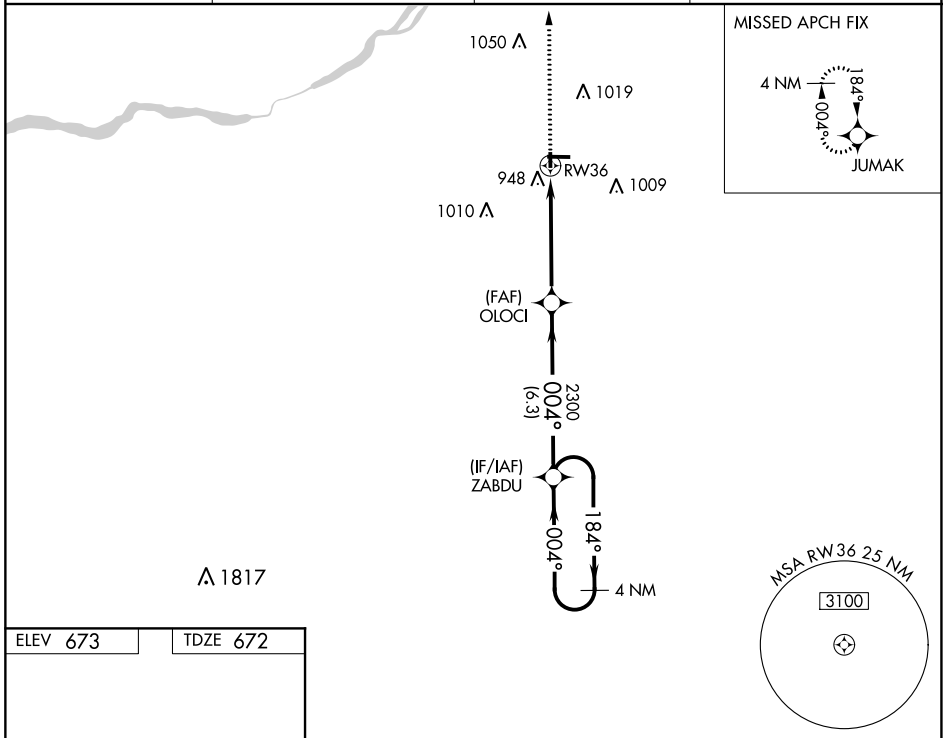 MISSED APCH FIX
4 NM
184°
004°
JUMAK
1050
1019
948
RW36
1009
1010
(FAF)
OLOCI
2300
004°
(6.3)
(IF/IAF)
ZABDU
004°
184°
4 NM
1817
MSA RW36 25 NM
3100
ELEV 673
TDZE 672